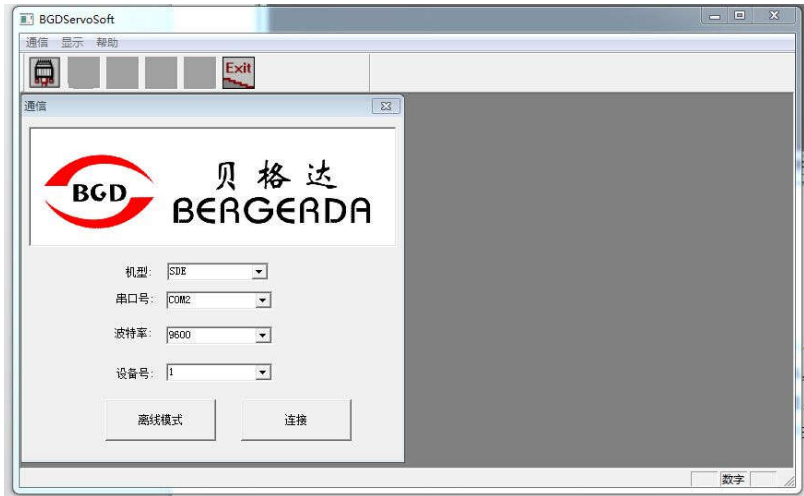 BGDServoSoft
通信 显示 帮助
Exit
通信
BGD
贝格达
BERGERDA
机型: SDE
串口号: COM2
波特率: 9600
设备号: 1
离线模式 连接
数字